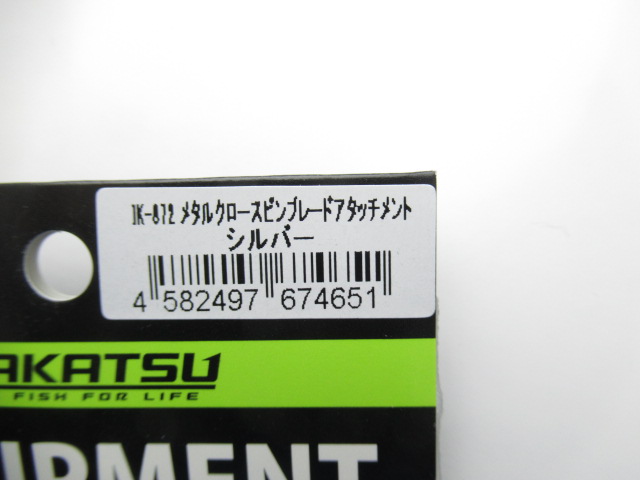 IK-872 ﾒﾀﾙｸﾛｰｽﾋﾟﾝﾌﾞﾚｰﾄﾞｱﾀｯﾁﾒﾝﾄ
シルバー
4 582497 674651
AKATSU
FISH FOR LIFE
UIPMENT